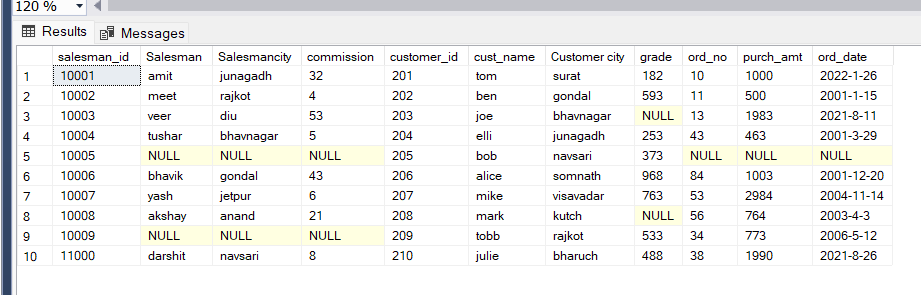 120 %
Results Messages
salesman_id Salesman Salesmancity commission customer_id cust_name Customer city grade ord_no purch_amt ord_date
1 10001 amit junagadh 32 201 tom surat 182 10 1000 2022-1-26
2 10002 meet rajkot 4 202 ben gondal 593 11 500 2001-1-15
3 10003 veer diu 53 203 joe bhavnagar NULL 13 1983 2021-8-11
4 10004 tushar bhavnagar 5 204 elli junagadh 253 43 463 2001-3-29
5 10005 NULL NULL NULL 205 bob navsari 373 NULL NULL NULL
6 10006 bhavik gondal 43 206 alice somnath 968 84 1003 2001-12-20
7 10007 yash jetpur 6 207 mike visavadar 763 53 2984 2004-11-14
8 10008 akshay anand 21 208 mark kutch NULL 56 764 2003-4-3
9 10009 NULL NULL NULL 209 tobb rajkot 533 34 773 2006-5-12
10 11000 darshit navsari 8 210 julie bharuch 488 38 1990 2021-8-26